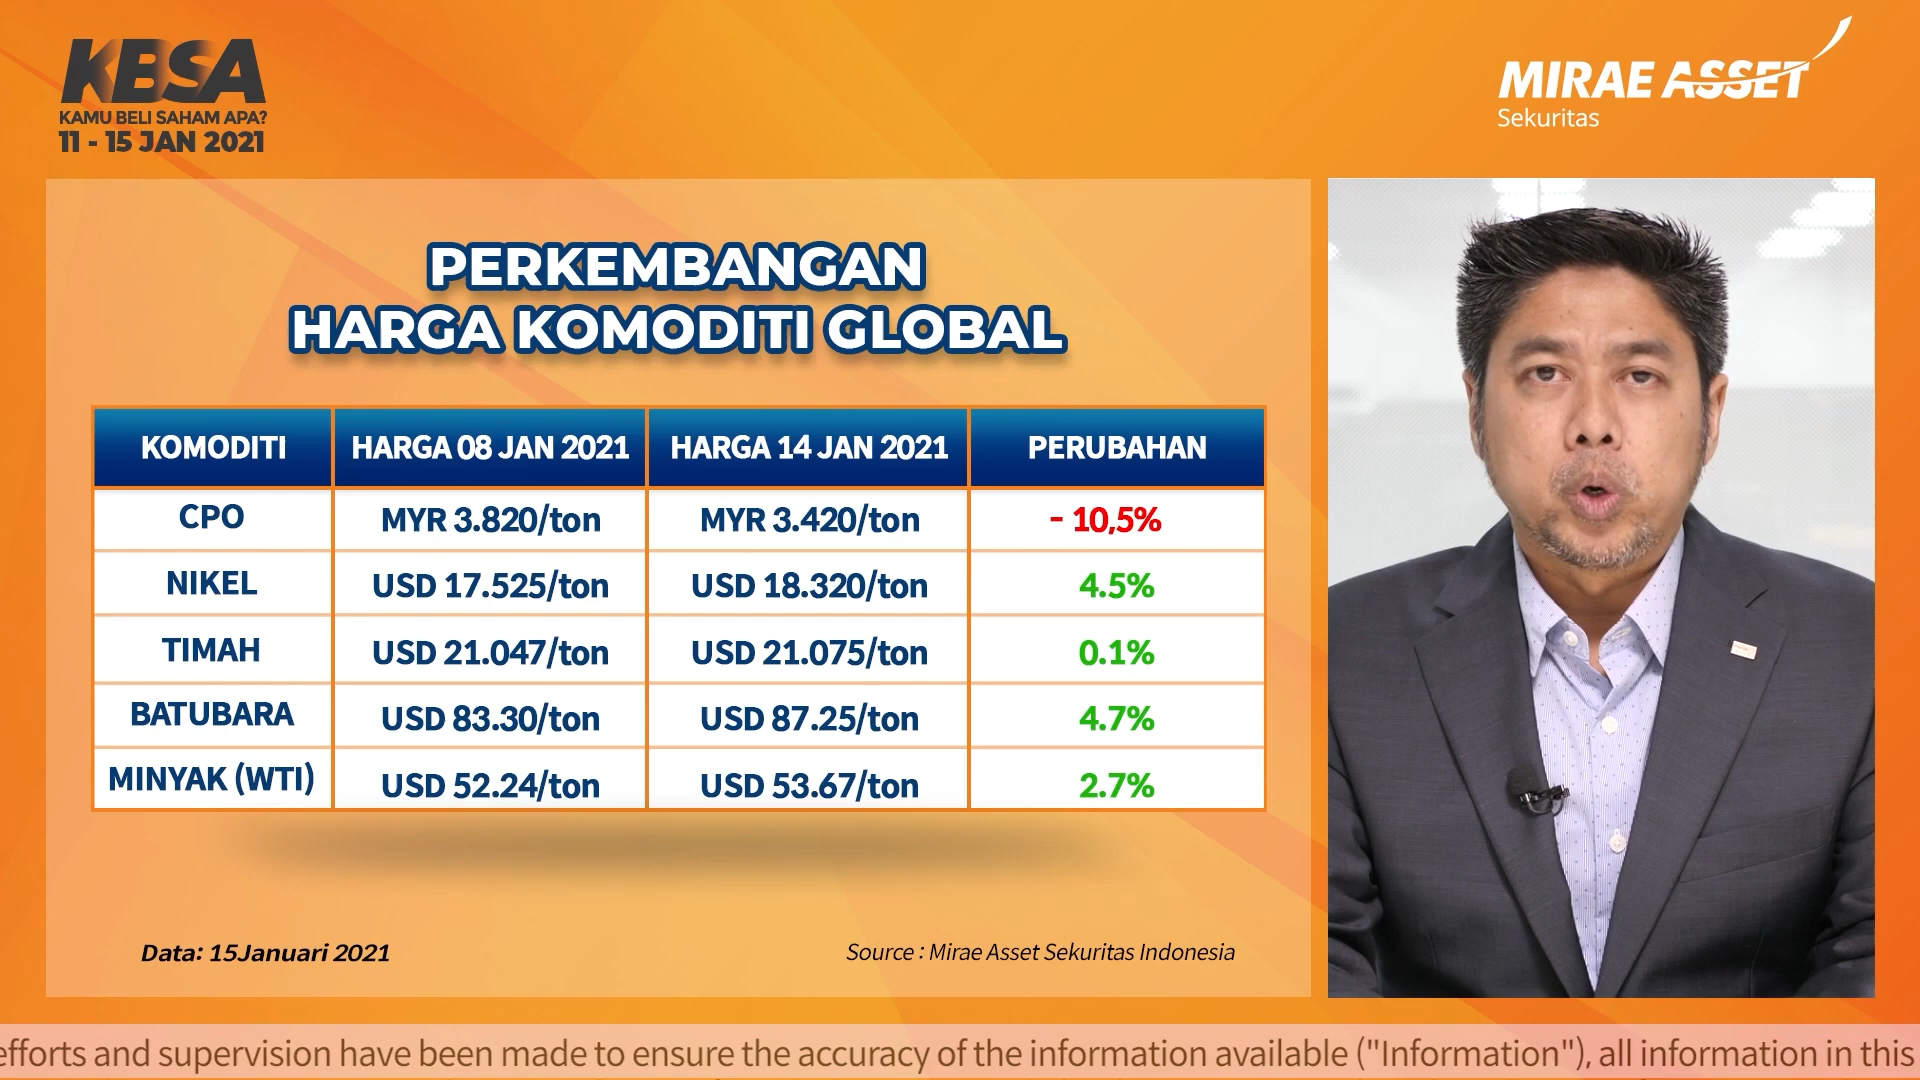 KBSA
KAMU BELI SAHAM APA?
11 - 15 JAN 2021
MIRAE ASSET
Sekuritas
PERKEMBANGAN
HARGA KOMODITI GLOBAL
KOMODITI HARGA 08 JAN 2021 HARGA 14 JAN 2021 PERUBAHAN
CPO MYR 3.820/ton MYR 3.420/ton - 10,5%
NIKEL USD 17.525/ton USD 18.320/ton 4.5%
TIMAH USD 21.047/ton USD 21.075/ton 0.1%
BATUBARA USD 83.30/ton USD 87.25/ton 4.7%
MINYAK (WTI) USD 52.24/ton USD 53.67/ton 2.7%
Data: 15Januari 2021
Source : Mirae Asset Sekuritas Indonesia
efforts and supervision have been made to ensure the accuracy of the information available ("Information"), all information in this